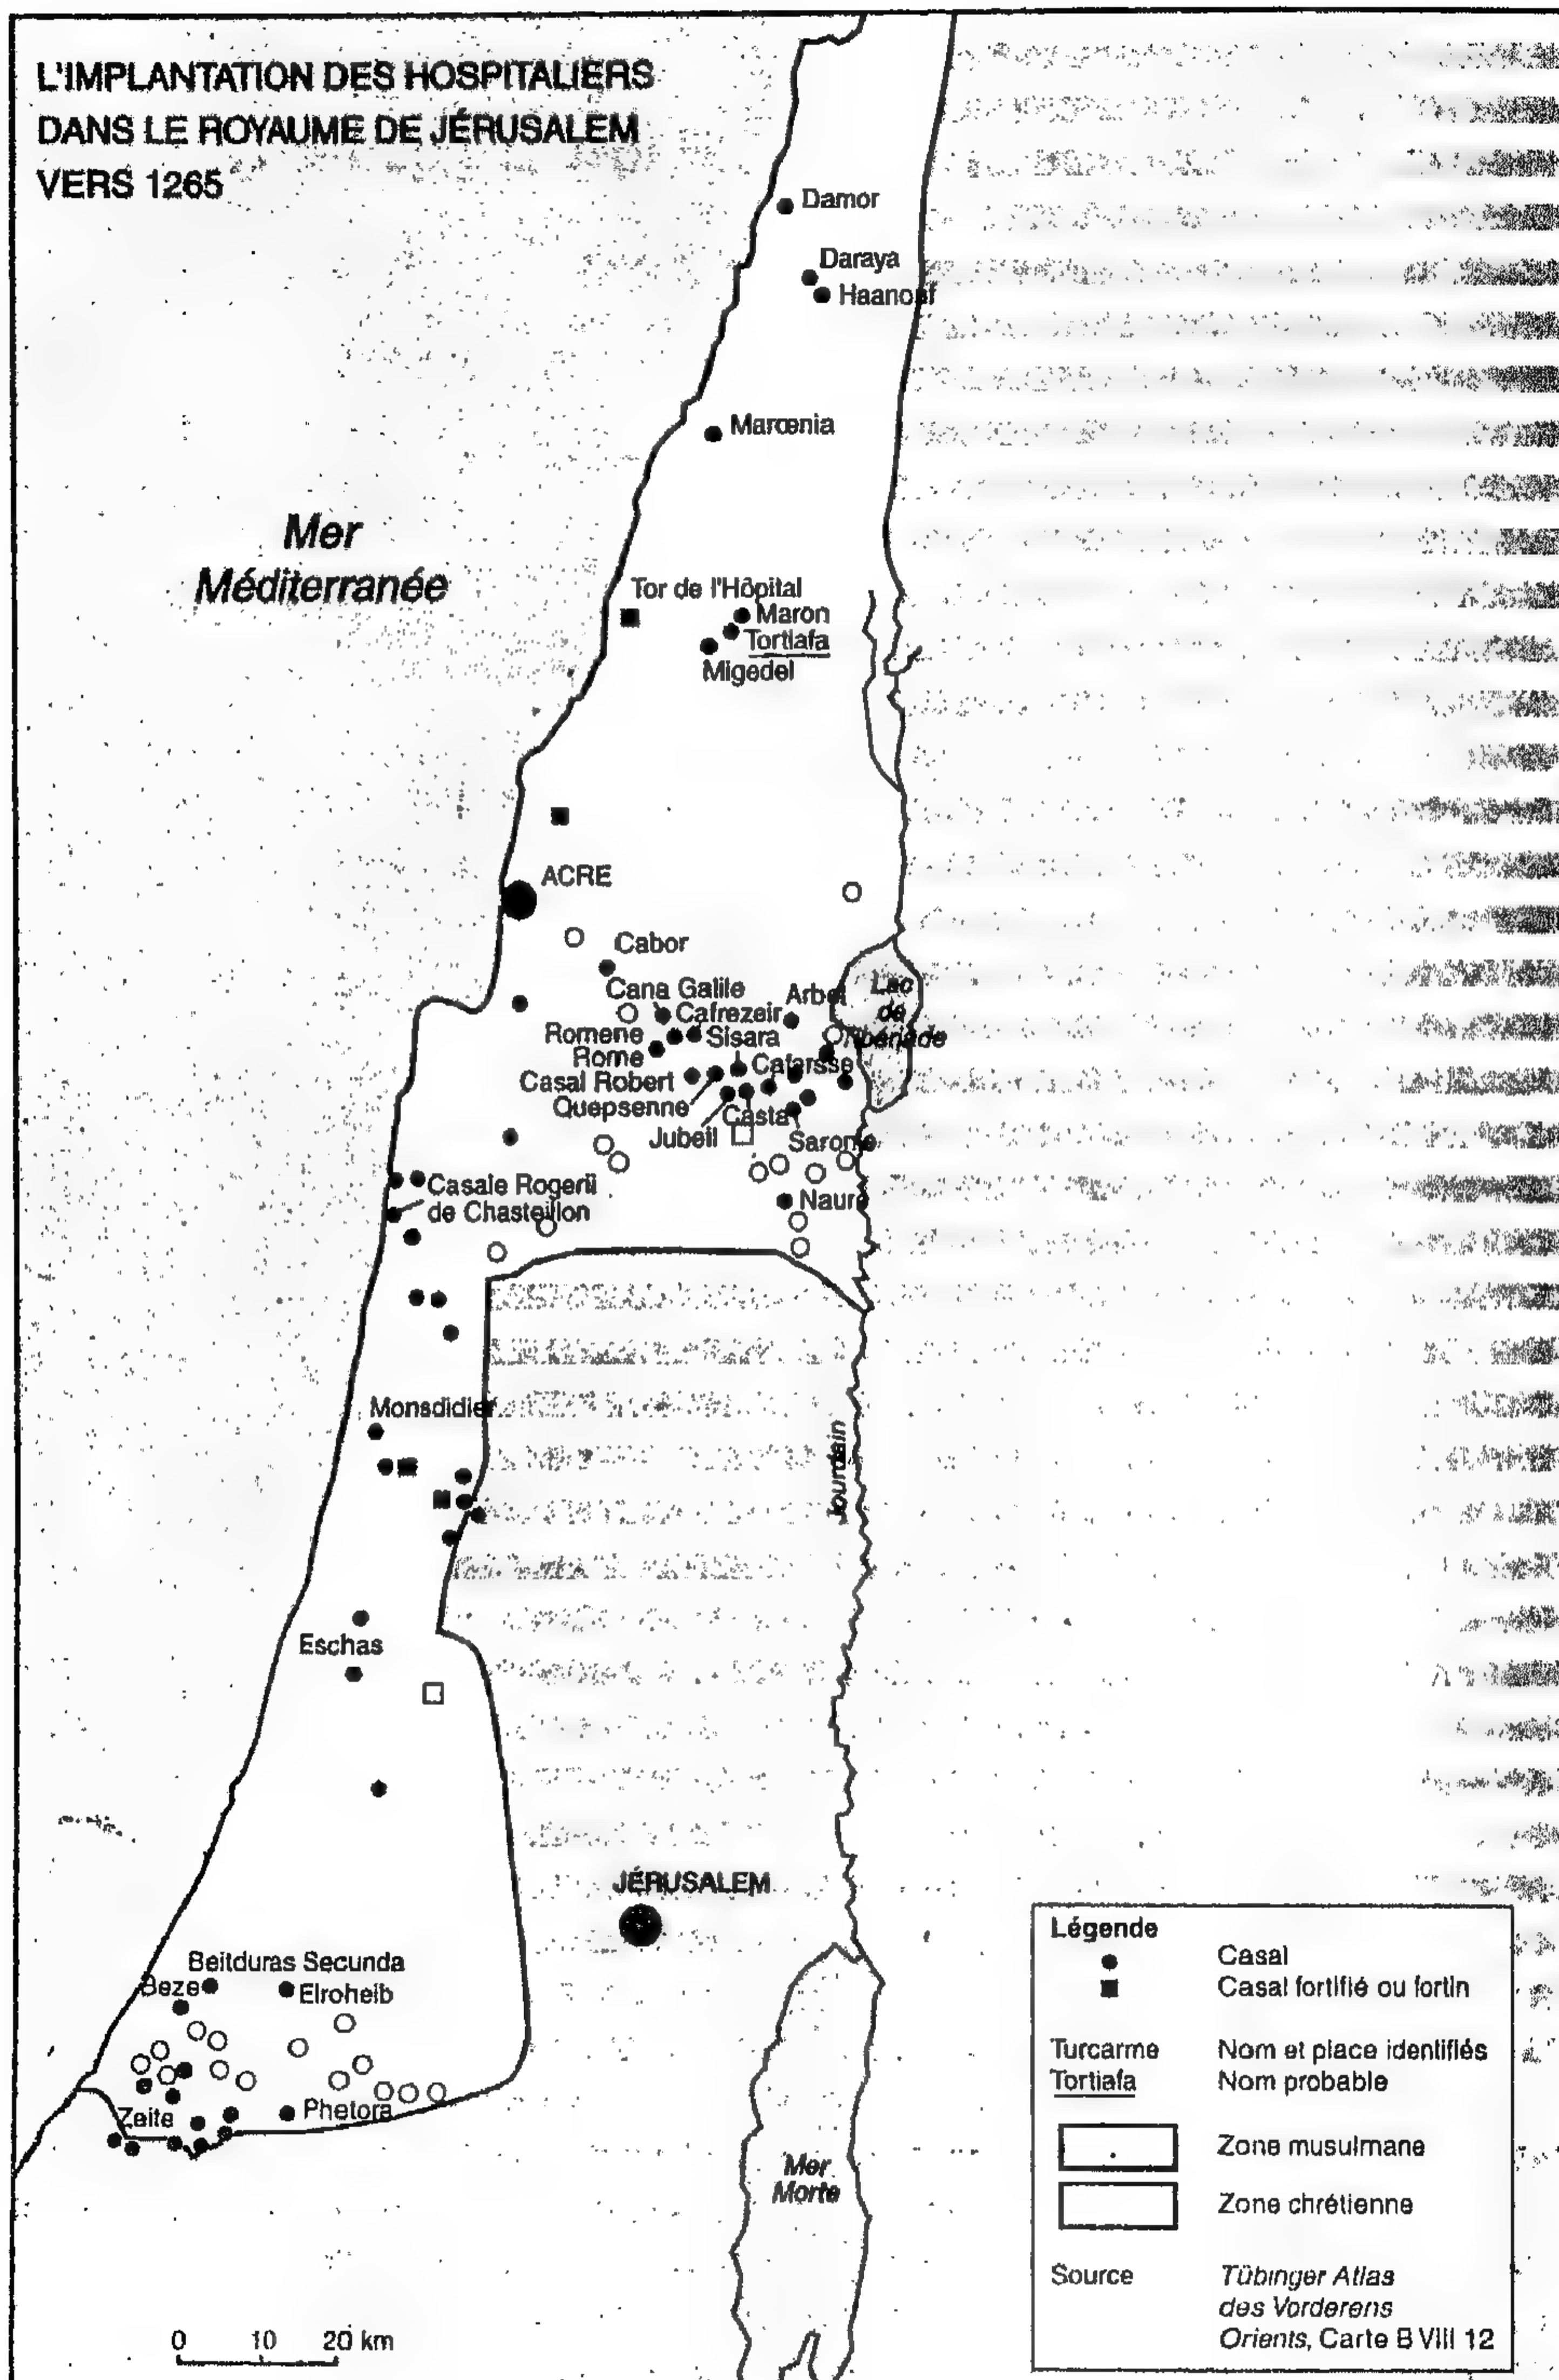 L'IMPLANTATION DES HOSPITALIERS
DANS LE ROYAUME DE JÉRUSALEM
VERS 1265
Damor
Daraya
Haanouf
Marœnia
Mer
Méditerranée
Tor de l'Hôpital
Maron
Tortiafa
Migedel
ACRE
Cabor
Cana Galile
Arbel
Lac
de
Tibériade
Cafrezeir
Romene
Sisara
Rome
Cafarsse
Casal Robert
Quepsenne
Casta
Jubeil
Saronie
Casale Rogerii
de Chasteillon
Naure
Monsdidier
Jourdain
Eschas
JÉRUSALEM
Beitduras Secunda
Beze
Elroheib
Zeite
Phetora
Mer
Morte
0 10 20 km
Légende
Casal
Casal fortifié ou fortin
Turcarme Nom et place identifiés
Tortiafa Nom probable
Zone musulmane
Zone chrétienne
Source Tübinger Atlas
des Vorderens
Orients, Carte B VIII 12